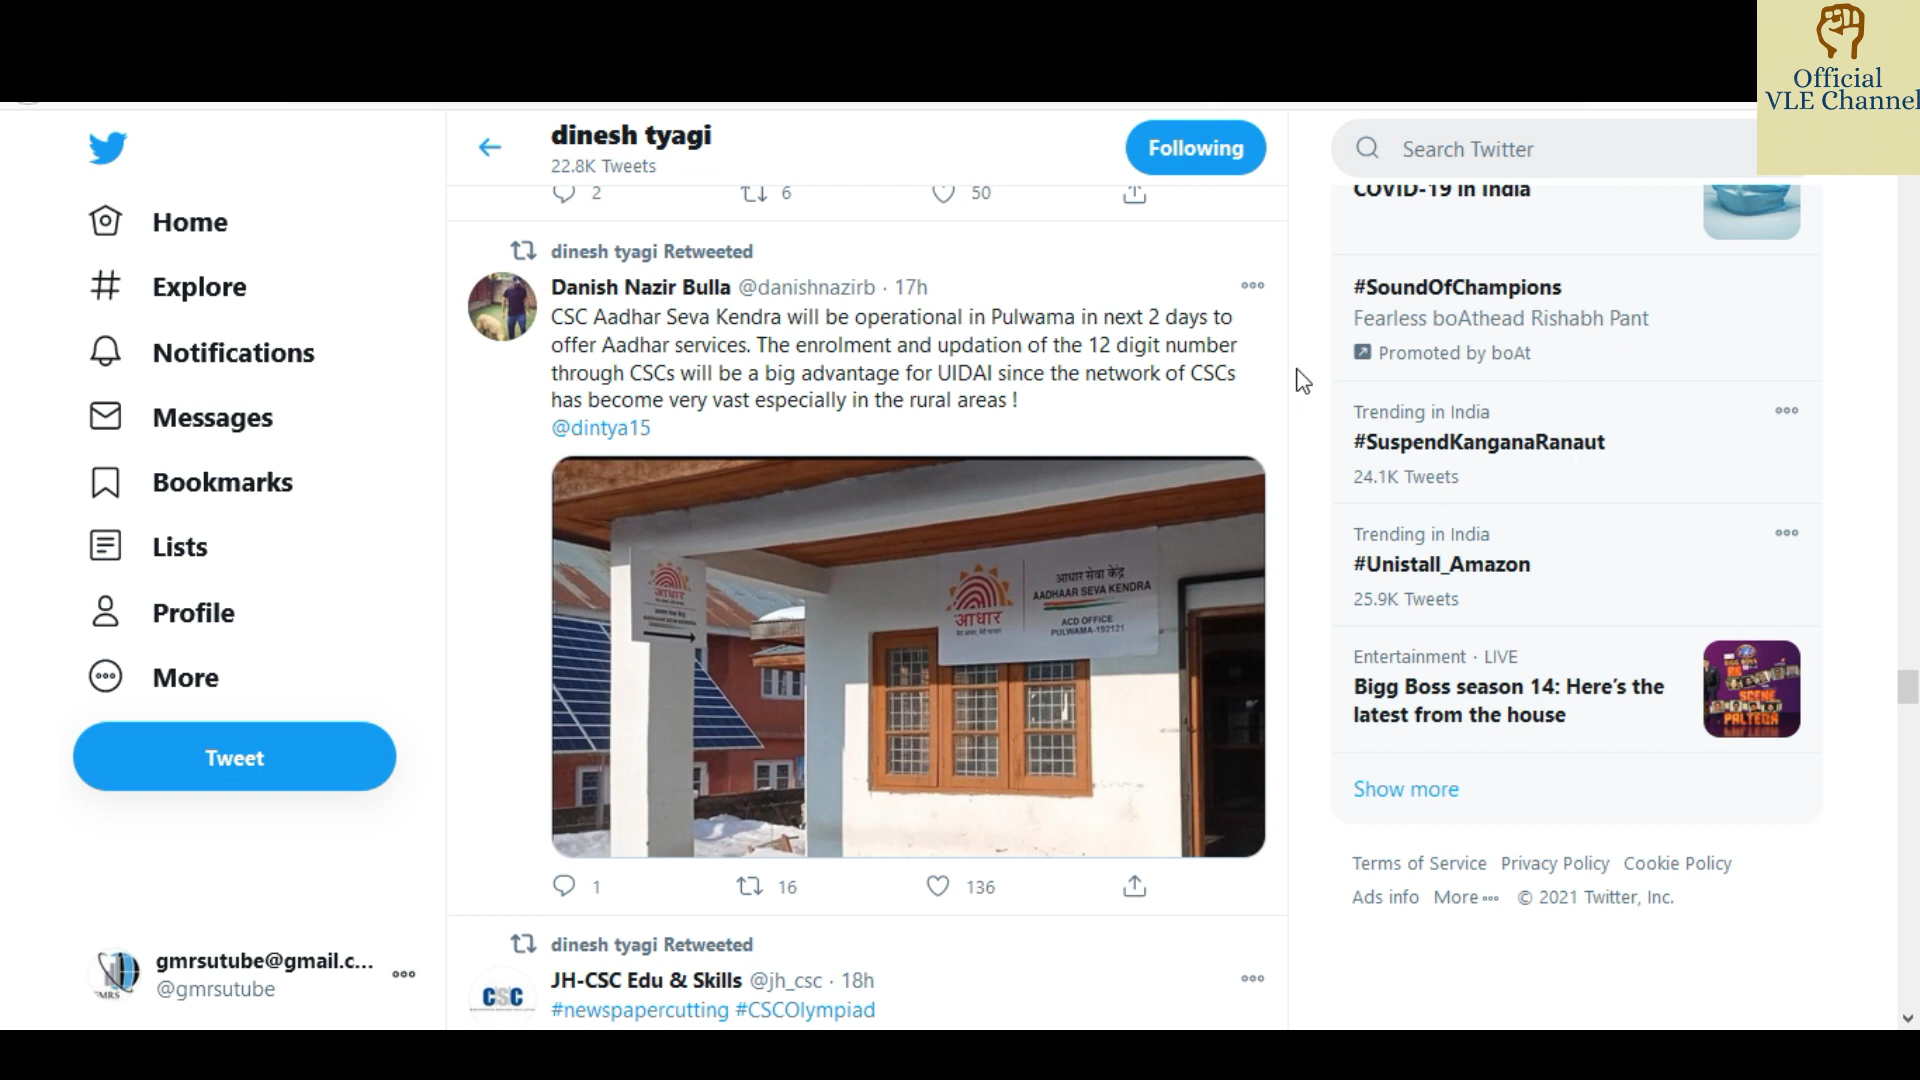 Official
VLE Channel
dinesh tyagi
22.8K Tweets
Following
Search Twitter
Home
Explore
Notifications
Messages
Bookmarks
Lists
Profile
More
Tweet
gmrsutube@gmail.c...
@gmrsutube
2 6 50
dinesh tyagi Retweeted
Danish Nazir Bulla @danishnazirb · 17h
CSC Aadhar Seva Kendra will be operational in Pulwama in next 2 days to
offer Aadhar services. The enrolment and updation of the 12 digit number
through CSCs will be a big advantage for UIDAI since the network of CSCs
has become very vast especially in the rural areas !
@dintya15
आधार
AADHAAR SEVA KENDRA
आधार
आधार सेवा केंद्र
AADHAAR SEVA KENDRA
ACD OFFICE
PULWAMA-192121
1 16 136
dinesh tyagi Retweeted
JH-CSC Edu & Skills @jh_csc · 18h
CSC
#newspapercutting #CSCOlympiad
COVID-19 in India
#SoundOfChampions
Fearless boAthead Rishabh Pant
Promoted by boAt
Trending in India
#SuspendKanganaRanaut
24.1K Tweets
Trending in India
#Unistall_Amazon
25.9K Tweets
Entertainment · LIVE
Bigg Boss season 14: Here’s the
latest from the house
BIGG BOSS
SCENE
PALTEGA
Show more
Terms of Service Privacy Policy Cookie Policy
Ads info More © 2021 Twitter, Inc.